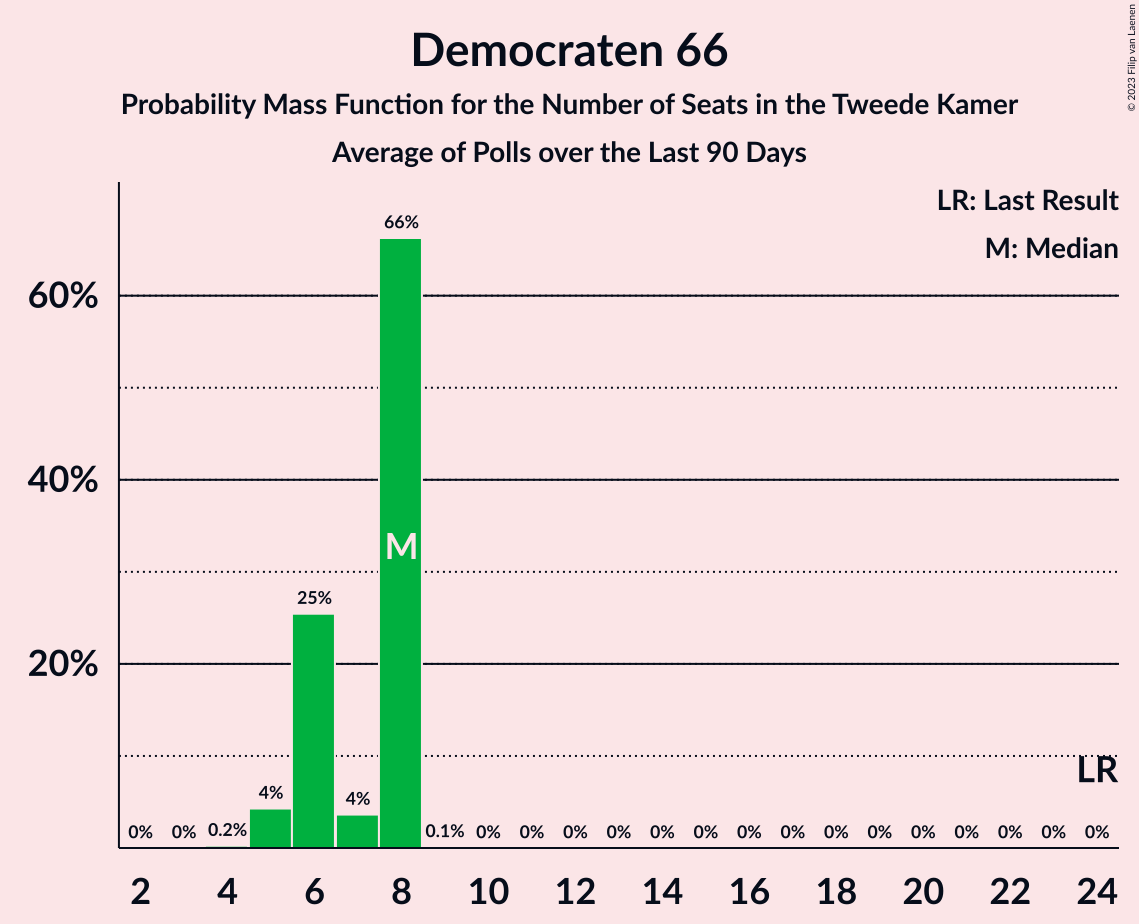 Democraten 66
Probability Mass Function for the Number of Seats in the Tweede Kamer
Average of Polls over the Last 90 Days
© 2023 Filip van Laenen
LR: Last Result
M: Median
60%
40%
20%
0% 0% 0.2% 4% 25% 4% 66% 0.1% 0% 0% 0% 0% 0% 0% 0% 0% 0% 0% 0% 0% 0% 0% 0%
M
LR
2 4 6 8 10 12 14 16 18 20 22 24